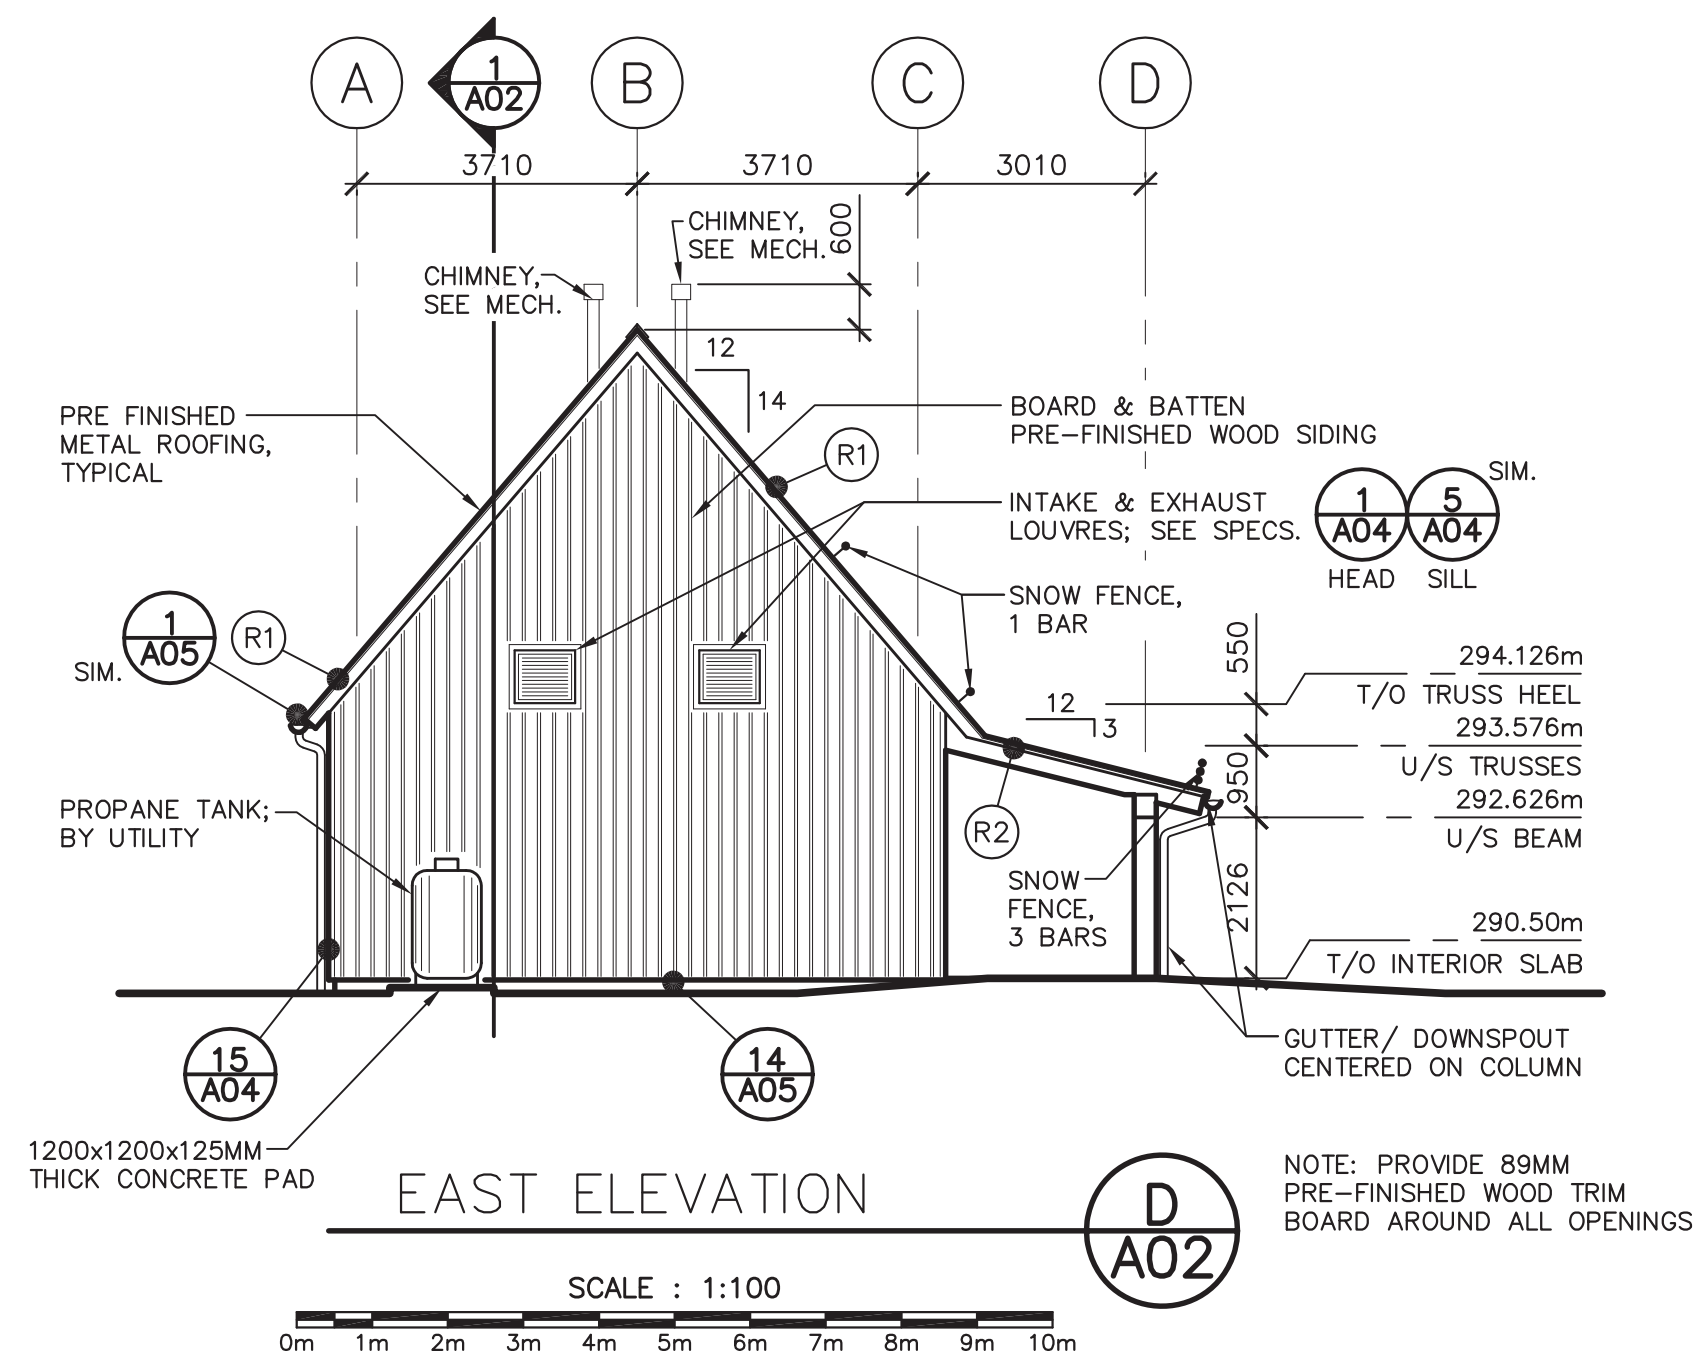 A
1
A02
B
C
D
3710
3710
3010
CHIMNEY,
SEE MECH.
600
CHIMNEY,
SEE MECH.
12
14
PRE FINISHED
METAL ROOFING,
TYPICAL
BOARD & BATTEN
PRE-FINISHED WOOD SIDING
R1
INTAKE & EXHAUST
LOUVRES; SEE SPECS.
1
A04
HEAD
5
A04
SILL
SIM.
SNOW FENCE,
1 BAR
1
A05
SIM.
R1
550
294.126m
T/O TRUSS HEEL
12
3
293.576m
U/S TRUSSES
950
292.626m
U/S BEAM
PROPANE TANK;
BY UTILITY
R2
SNOW
FENCE,
3 BARS
2126
290.50m
T/O INTERIOR SLAB
15
A04
14
A05
GUTTER/ DOWNSPOUT
CENTERED ON COLUMN
1200x1200x125MM
THICK CONCRETE PAD
EAST ELEVATION
D
A02
NOTE: PROVIDE 89MM
PRE-FINISHED WOOD TRIM
BOARD AROUND ALL OPENINGS
SCALE : 1:100
0m 1m 2m 3m 4m 5m 6m 7m 8m 9m 10m